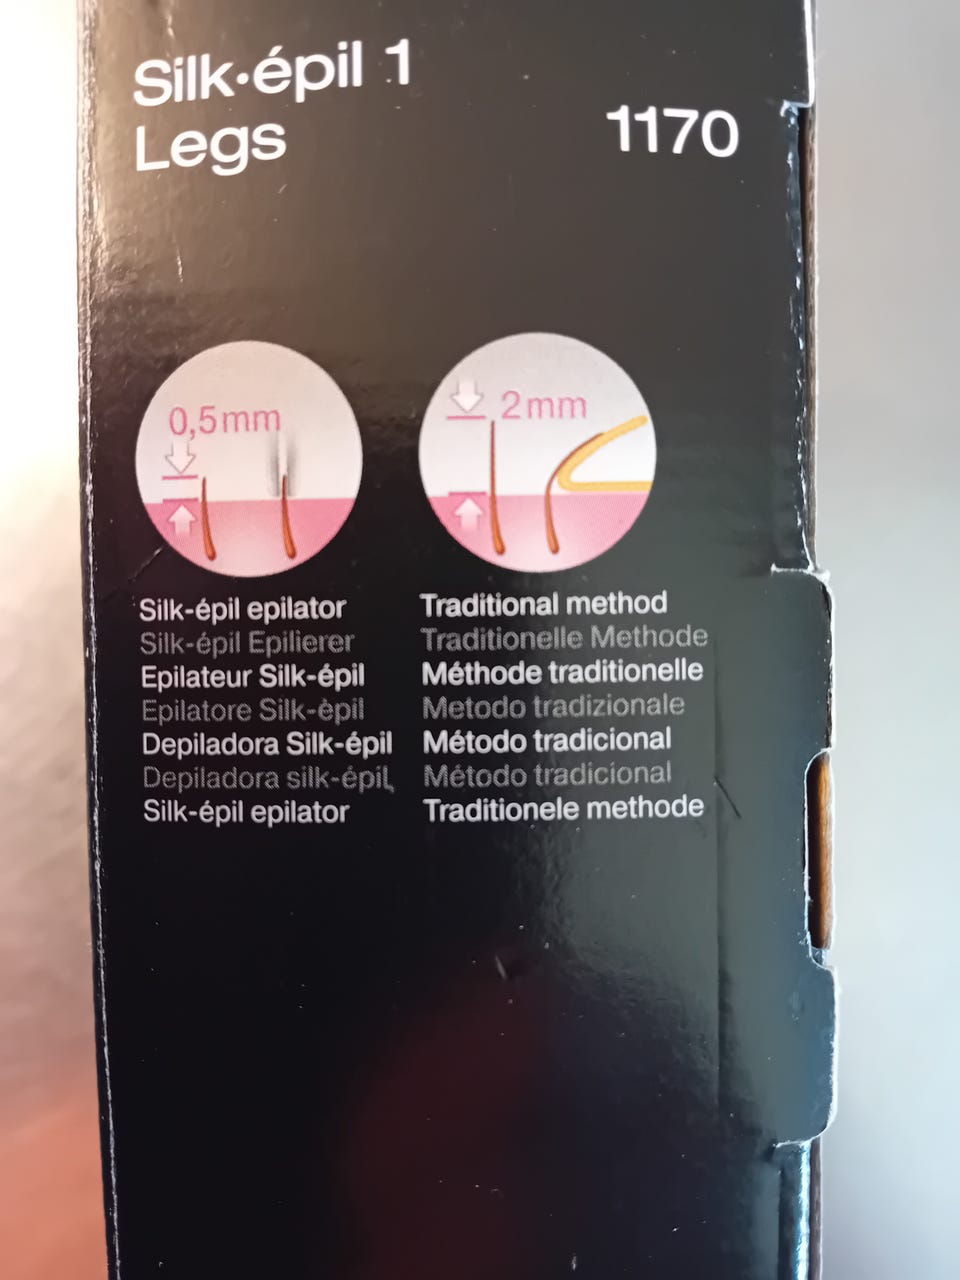 Silk•épil 1
Legs
1170
0,5mm
2mm
Silk-épil epilator
Silk-épil Epilierer
Epilateur Silk-épil
Epilatore Silk-èpil
Depiladora Silk-épil
Depiladora silk-épil,
Silk-épil epilator
Traditional method
Traditionelle Methode
Méthode traditionelle
Metodo tradizionale
Método tradicional
Método tradicional
Traditionele methode